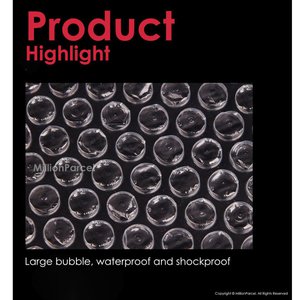 Product
Highlight
MillionParcel
Large bubble, waterproof and shockproof
Copyright © MillionParcel. All Rights Reserved